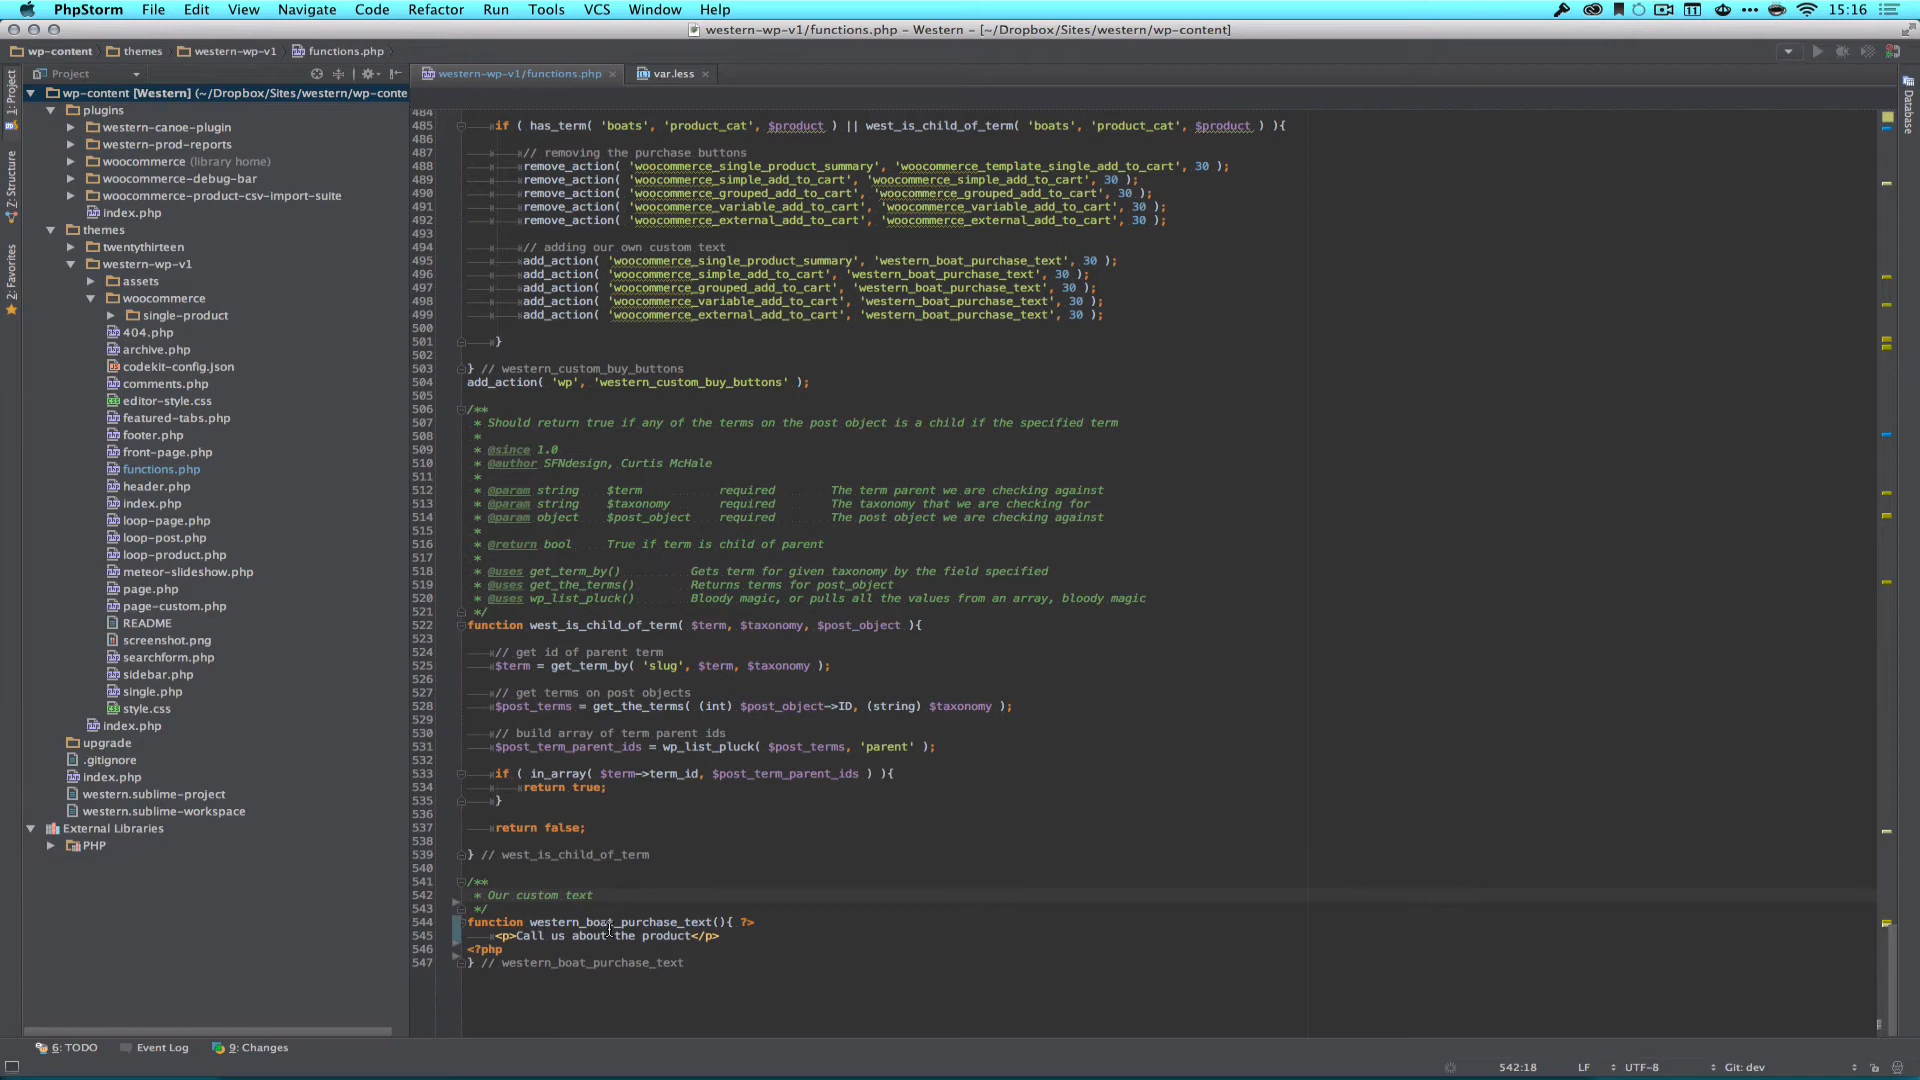 PhpStorm File Edit View Navigate Code Refactor Run Tools VCS Window Help 11 15:16
western-wp-v1/functions.php – Western – [~/Dropbox/Sites/western/wp-content]
wp-content themes western-wp-v1 functions.php
Project western-wp-v1/functions.php var.less
1: Project
Z: Structure
2: Favorites
Database
wp-content [Western] (~/Dropbox/Sites/western/wp-conte
plugins
western-canoe-plugin
western-prod-reports
woocommerce (library home)
woocommerce-debug-bar
woocommerce-product-csv-import-suite
index.php
themes
twentythirteen
western-wp-v1
assets
woocommerce
single-product
404.php
archive.php
codekit-config.json
comments.php
editor-style.css
featured-tabs.php
footer.php
front-page.php
functions.php
header.php
index.php
loop-page.php
loop-post.php
loop-product.php
meteor-slideshow.php
page.php
page-custom.php
README
screenshot.png
searchform.php
sidebar.php
single.php
style.css
index.php
upgrade
.gitignore
index.php
western.sublime-project
western.sublime-workspace
External Libraries
PHP
484
485 if ( has_term( 'boats', 'product_cat', $product ) || west_is_child_of_term( 'boats', 'product_cat', $product ) ){
486
487 // removing the purchase buttons
488 remove_action( 'woocommerce_single_product_summary', 'woocommerce_template_single_add_to_cart', 30 );
489 remove_action( 'woocommerce_simple_add_to_cart', 'woocommerce_simple_add_to_cart', 30 );
490 remove_action( 'woocommerce_grouped_add_to_cart', 'woocommerce_grouped_add_to_cart', 30 );
491 remove_action( 'woocommerce_variable_add_to_cart', 'woocommerce_variable_add_to_cart', 30 );
492 remove_action( 'woocommerce_external_add_to_cart', 'woocommerce_external_add_to_cart', 30 );
493
494 // adding our own custom text
495 add_action( 'woocommerce_single_product_summary', 'western_boat_purchase_text', 30 );
496 add_action( 'woocommerce_simple_add_to_cart', 'western_boat_purchase_text', 30 );
497 add_action( 'woocommerce_grouped_add_to_cart', 'western_boat_purchase_text', 30 );
498 add_action( 'woocommerce_variable_add_to_cart', 'western_boat_purchase_text', 30 );
499 add_action( 'woocommerce_external_add_to_cart', 'western_boat_purchase_text', 30 );
500
501 }
502
503 } // western_custom_buy_buttons
504 add_action( 'wp', 'western_custom_buy_buttons' );
505
506 /**
507 * Should return true if any of the terms on the post object is a child if the specified term
508 *
509 * @since 1.0
510 * @author SFNdesign, Curtis McHale
511 *
512 * @param string $term required The term parent we are checking against
513 * @param string $taxonomy required The taxonomy that we are checking for
514 * @param object $post_object required The post object we are checking against
515 *
516 * @return bool True if term is child of parent
517 *
518 * @uses get_term_by() Gets term for given taxonomy by the field specified
519 * @uses get_the_terms() Returns terms for post_object
520 * @uses wp_list_pluck() Bloody magic, or pulls all the values from an array, bloody magic
521 */
522 function west_is_child_of_term( $term, $taxonomy, $post_object ){
523
524 // get id of parent term
525 $term = get_term_by( 'slug', $term, $taxonomy );
526
527 // get terms on post objects
528 $post_terms = get_the_terms( (int) $post_object->ID, (string) $taxonomy );
529
530 // build array of term parent ids
531 $post_term_parent_ids = wp_list_pluck( $post_terms, 'parent' );
532
533 if ( in_array( $term->term_id, $post_term_parent_ids ) ){
534 return true;
535 }
536
537 return false;
538
539 } // west_is_child_of_term
540
541 /**
542 * Our custom text
543 */
544 function western_boat_purchase_text(){ ?>
545 <p>Call us about the product</p>
546 <?php
547 } // western_boat_purchase_text
6: TODO Event Log 9: Changes
542:18 LF UTF-8 Git: dev